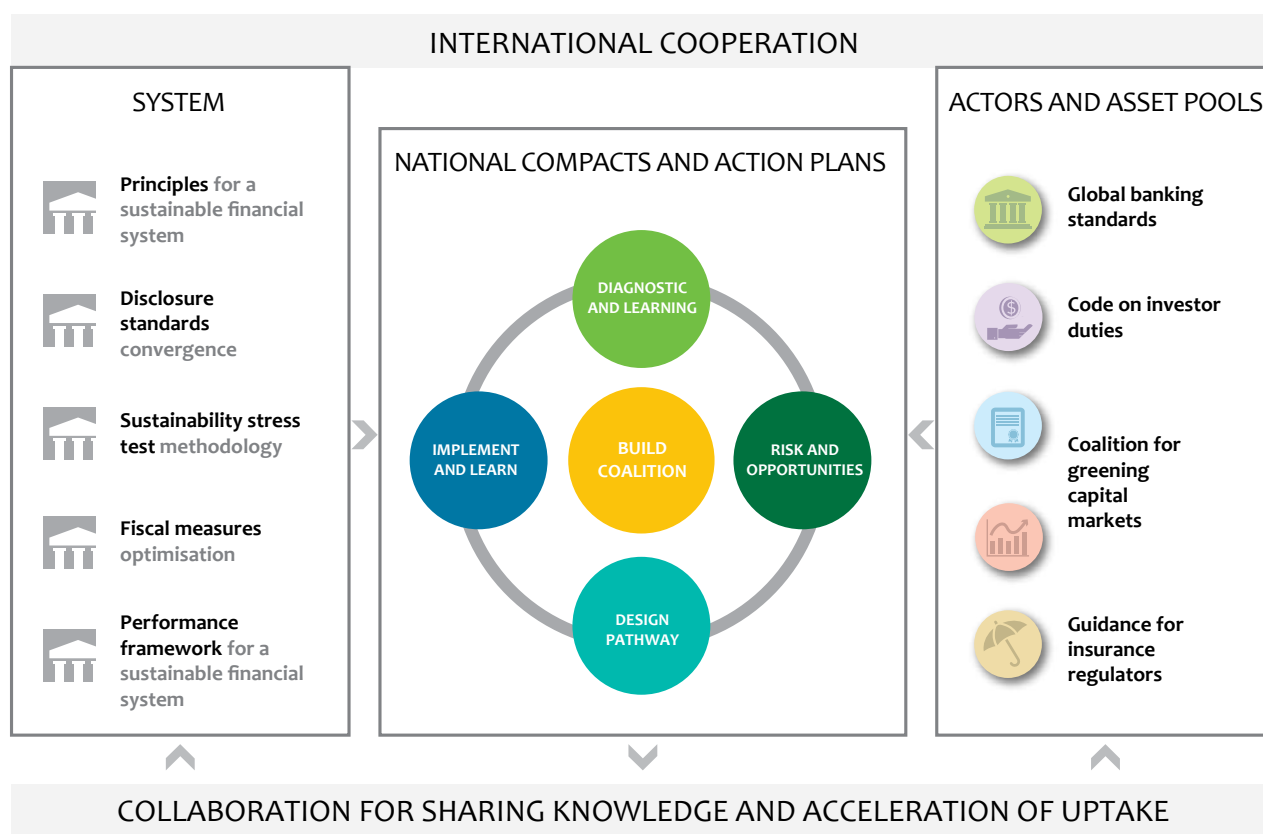 INTERNATIONAL COOPERATION
SYSTEM
Principles for a
sustainable financial
system
Disclosure
standards
convergence
Sustainability stress
test methodology
Fiscal measures
optimisation
Performance
framework for a
sustainable financial
system
NATIONAL COMPACTS AND ACTION PLANS
DIAGNOSTIC
AND LEARNING
IMPLEMENT
AND LEARN
BUILD
COALITION
RISK AND
OPPORTUNITIES
DESIGN
PATHWAY
ACTORS AND ASSET POOLS
Global banking
standards
Code on investor
duties
$
Coalition for
greening
capital
markets
Guidance for
insurance
regulators
COLLABORATION FOR SHARING KNOWLEDGE AND ACCELERATION OF UPTAKE